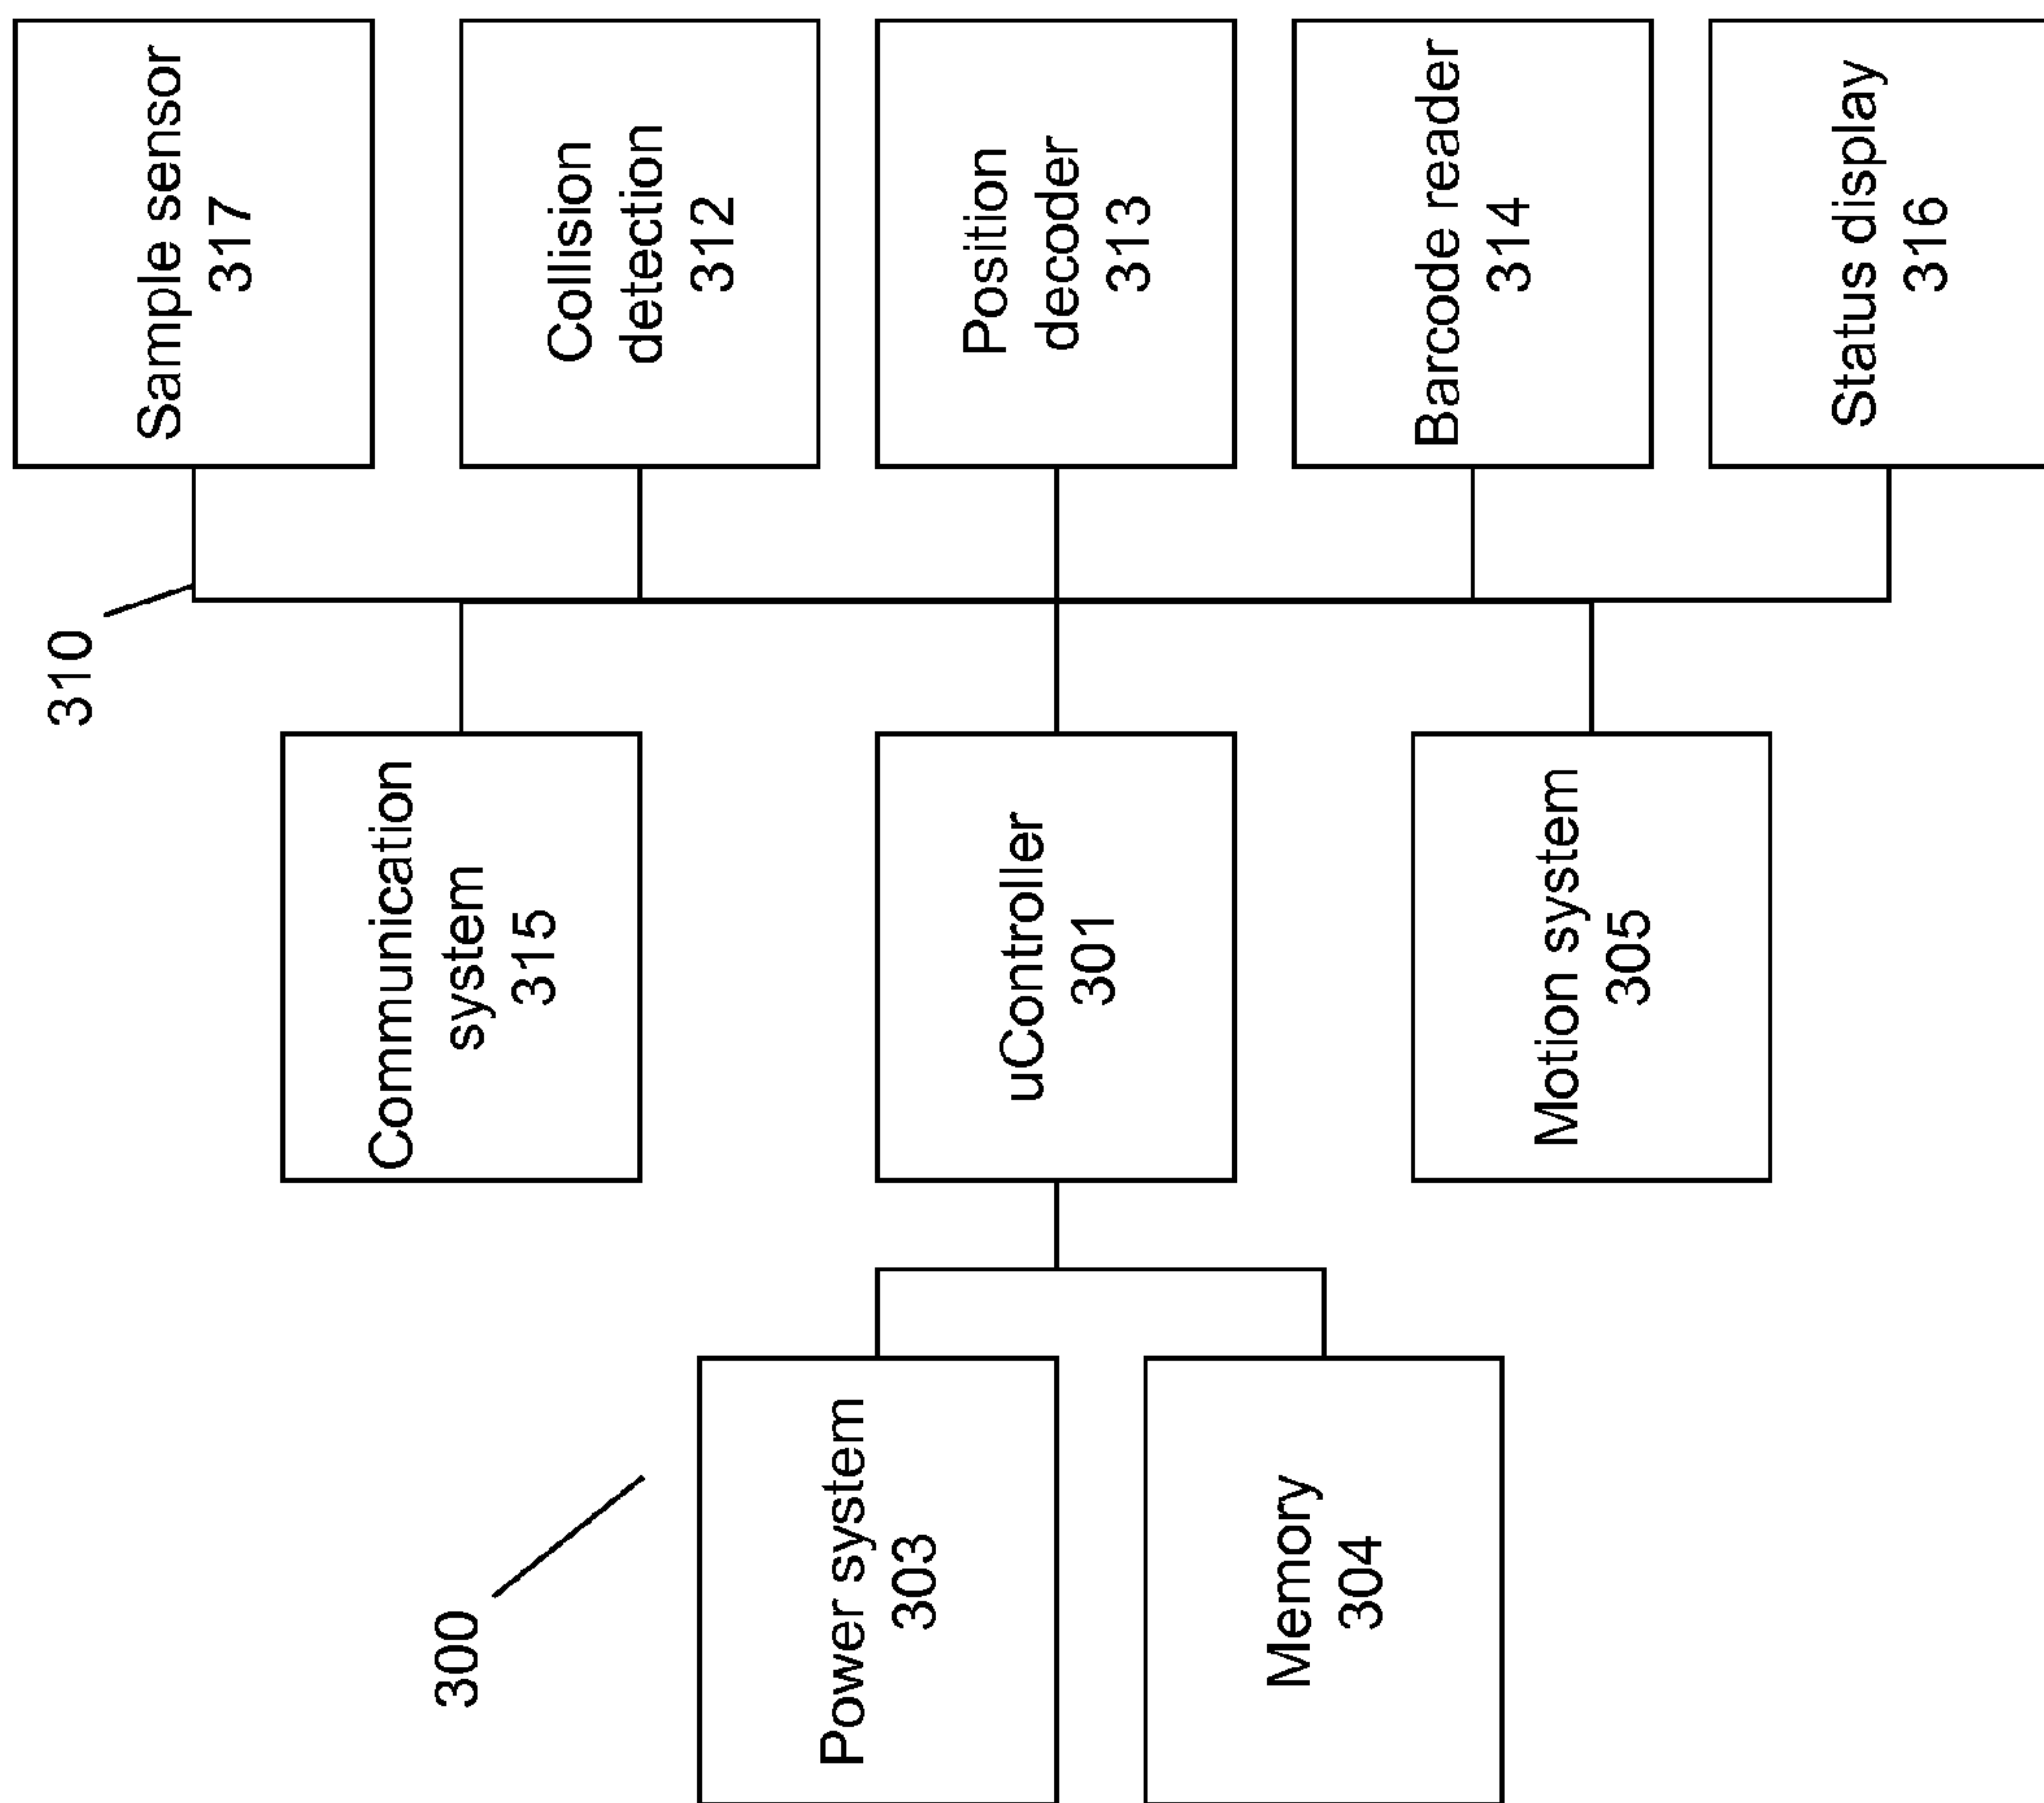 300
Power system
303
Memory
304
Communication
system
315
uController
301
Motion system
305
310
Sample sensor
317
Collision
detection
312
Position
decoder
313
Barcode reader
314
Status display
316